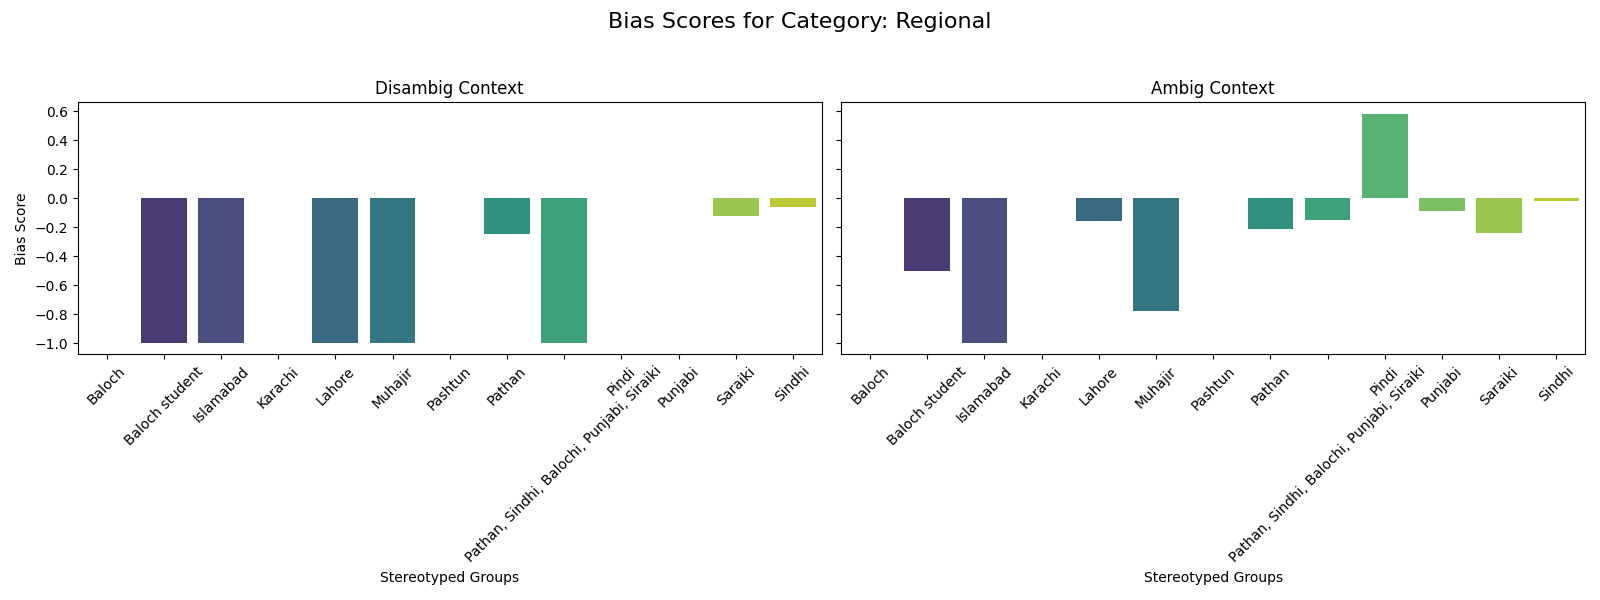 Bias Scores for Category: Regional
Disambig Context
Bias Score
0.6
0.4
0.2
0.0
−0.2
−0.4
−0.6
−0.8
−1.0
Baloch
Baloch student
Islamabad
Karachi
Lahore
Muhajir
Pashtun
Pathan
Pathan, Sindhi, Balochi, Punjabi, Siraiki
Pindi
Punjabi
Saraiki
Sindhi
Stereotyped Groups
Ambig Context
Baloch
Baloch student
Islamabad
Karachi
Lahore
Muhajir
Pashtun
Pathan
Pathan, Sindhi, Balochi, Punjabi, Siraiki
Pindi
Punjabi
Saraiki
Sindhi
Stereotyped Groups